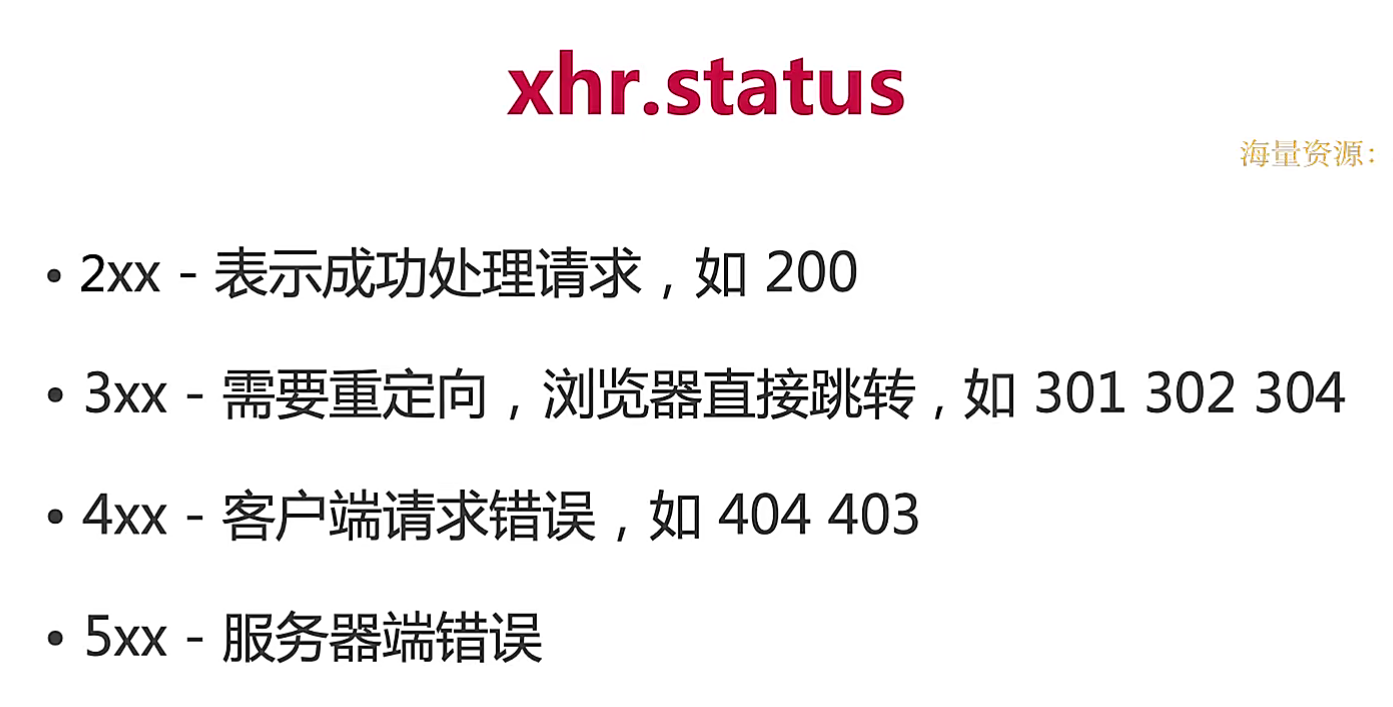 xhr.status
海量资源：
• 2xx - 表示成功处理请求，如 200
• 3xx - 需要重定向，浏览器直接跳转，如 301 302 304
• 4xx - 客户端请求错误，如 404 403
• 5xx - 服务器端错误